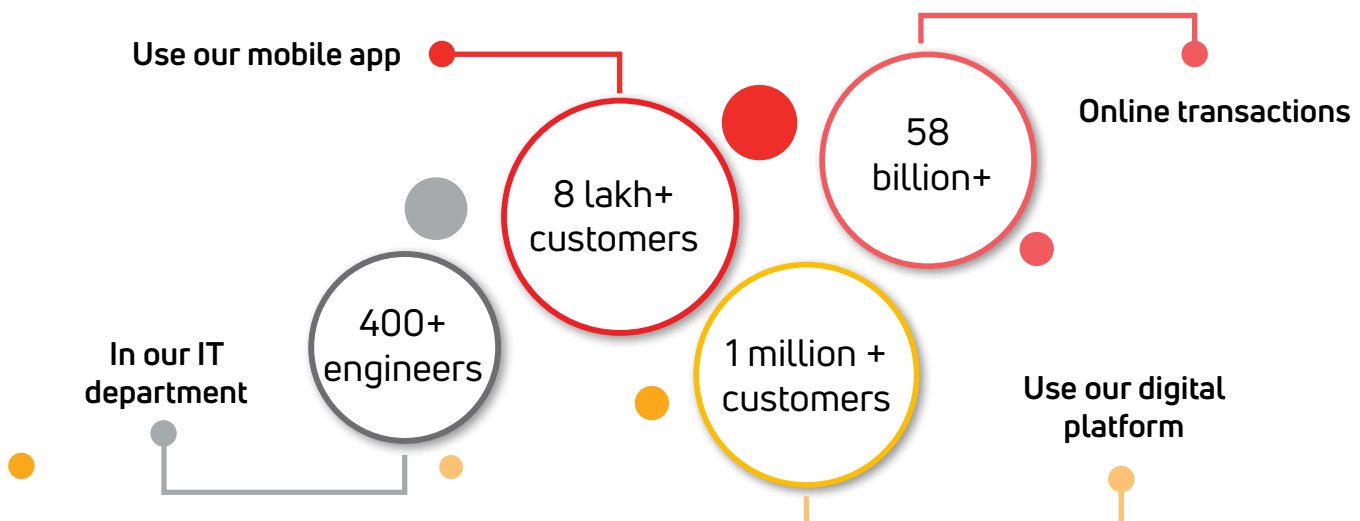 Use our mobile app
8 lakh+
customers
58
billion+
Online transactions
400+
engineers
In our IT
department
1 million +
customers
Use our digital
platform